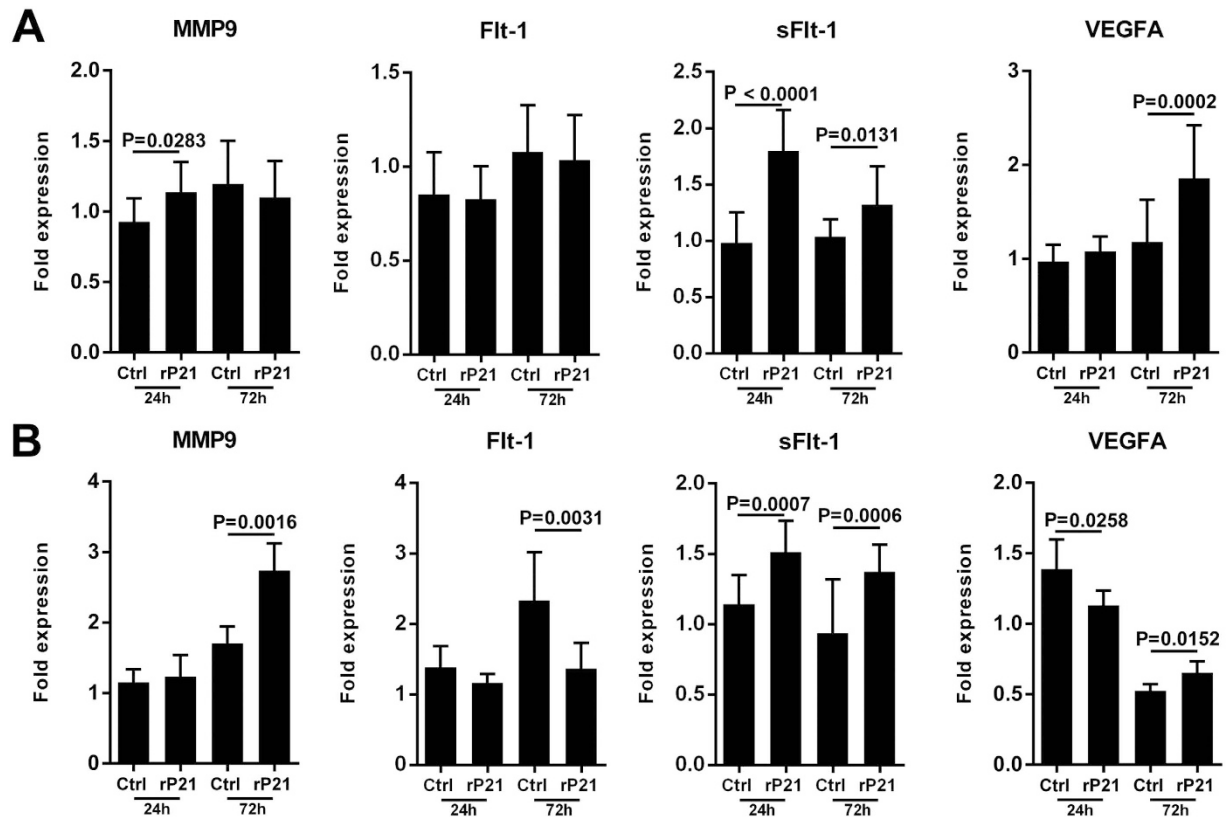 A
MMP9
Fold expression
2.0
1.5
1.0
0.5
0.0
P=0.0283
Ctrl rP21 Ctrl rP21
24h 72h
Flt-1
Fold expression
1.5
1.0
0.5
0.0
Ctrl rP21 Ctrl rP21
24h 72h
sFlt-1
Fold expression
2.5
2.0
1.5
1.0
0.5
0.0
P < 0.0001
P=0.0131
Ctrl rP21 Ctrl rP21
24h 72h
VEGFA
Fold expression
3
2
1
0
P=0.0002
Ctrl rP21 Ctrl rP21
24h 72h
B
MMP9
Fold expression
4
3
2
1
0
P=0.0016
Ctrl rP21 Ctrl rP21
24h 72h
Flt-1
Fold expression
4
3
2
1
0
P=0.0031
Ctrl rP21 Ctrl rP21
24h 72h
sFlt-1
Fold expression
2.0
1.5
1.0
0.5
0.0
P=0.0007
P=0.0006
Ctrl rP21 Ctrl rP21
24h 72h
VEGFA
Fold expression
2.0
1.5
1.0
0.5
0.0
P=0.0258
P=0.0152
Ctrl rP21 Ctrl rP21
24h 72h